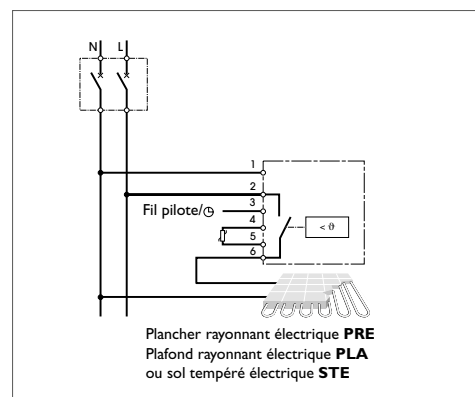 N L
1
2
3
Fil pilote/
4
5
6
< ϑ
Plancher rayonnant électrique PRE
Plafond rayonnant électrique PLA
ou sol tempéré électrique STE